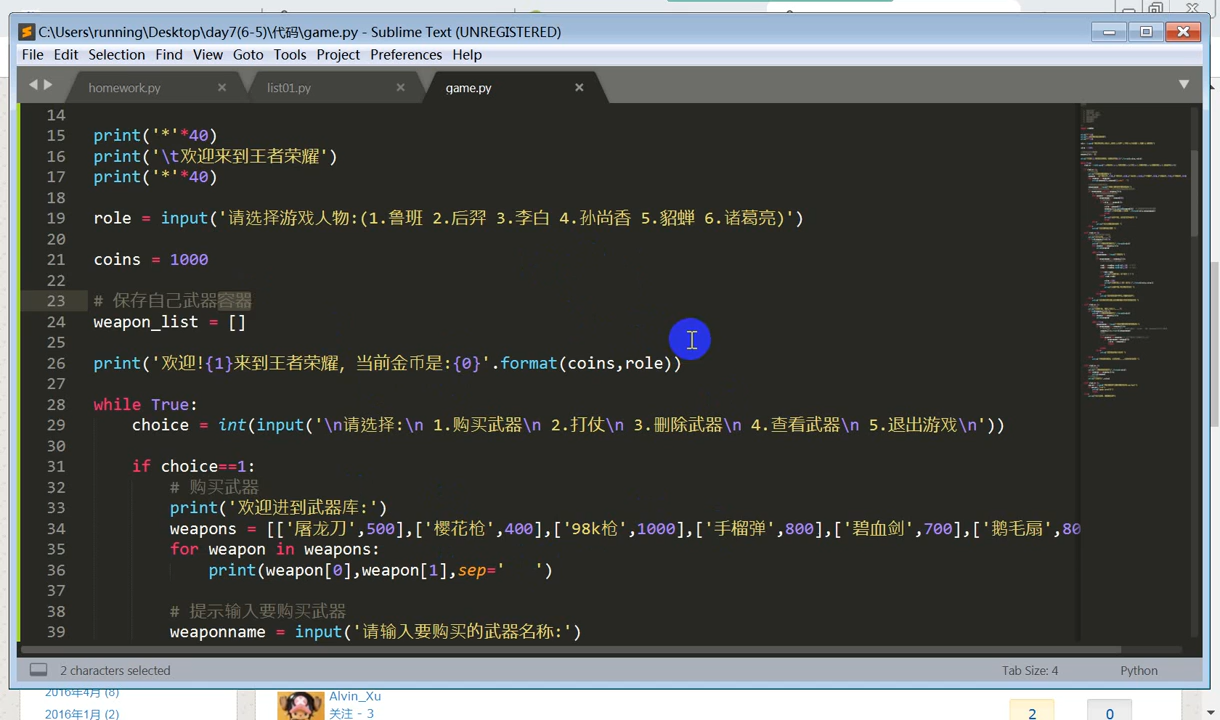 C:\Users\running\Desktop\day7(6-5)\代码\game.py - Sublime Text (UNREGISTERED)
File Edit Selection Find View Goto Tools Project Preferences Help
homework.py list01.py game.py
14
15 print('*'*40)
16 print('\t欢迎来到王者荣耀')
17 print('*'*40)
18
19 role = input('请选择游戏人物:(1.鲁班 2.后羿 3.李白 4.孙尚香 5.貂蝉 6.诸葛亮)')
20
21 coins = 1000
22
23 # 保存自己武器容器
24 weapon_list = []
25
26 print('欢迎!{1}来到王者荣耀，当前金币是:{0}'.format(coins,role))
27
28 while True:
29 choice = int(input('\n请选择:\n 1.购买武器\n 2.打仗\n 3.删除武器\n 4.查看武器\n 5.退出游戏\n'))
30
31 if choice==1:
32 # 购买武器
33 print('欢迎进到武器库:')
34 weapons = [['屠龙刀',500],['樱花枪',400],['98k枪',1000],['手榴弹',800],['碧血剑',700],['鹅毛扇',80
35 for weapon in weapons:
36 print(weapon[0],weapon[1],sep='   ')
37
38 # 提示输入要购买武器
39 weaponname = input('请输入要购买的武器名称:')
2 characters selected Tab Size: 4 Python
2016年4月 (8)
2016年1月 (2)
Alvin_Xu
关注 - 3
2 0